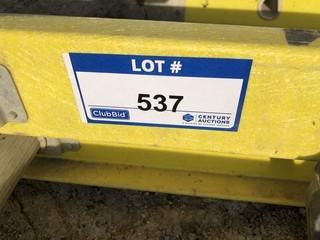 LOT #
537
ClubBid
CENTURY
AUCTIONS